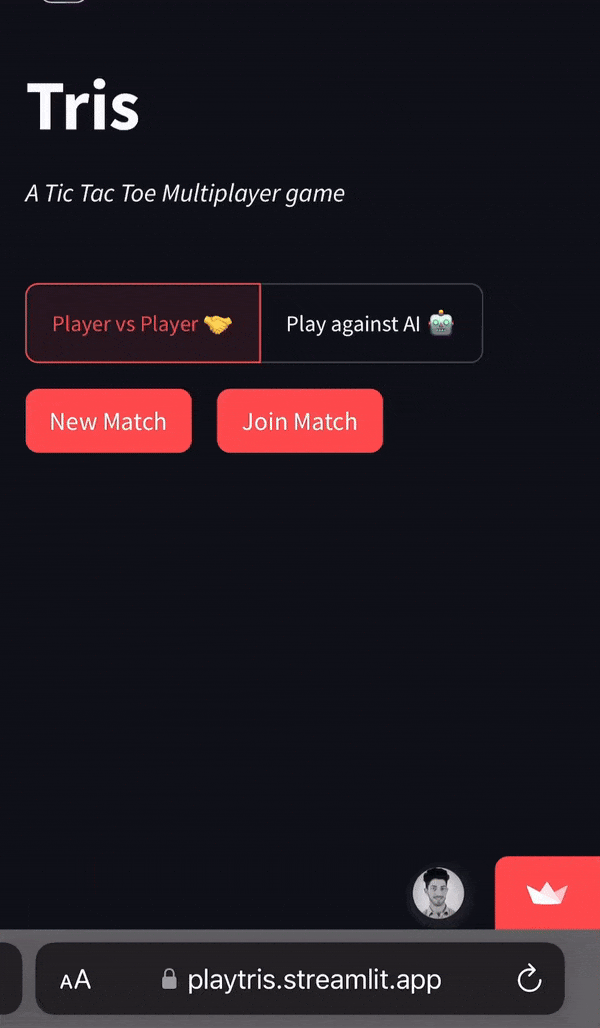 Tris
A Tic Tac Toe Multiplayer game
Player vs Player 🤝 Play against AI 🤖
New Match Join Match
AA playtris.streamlit.app